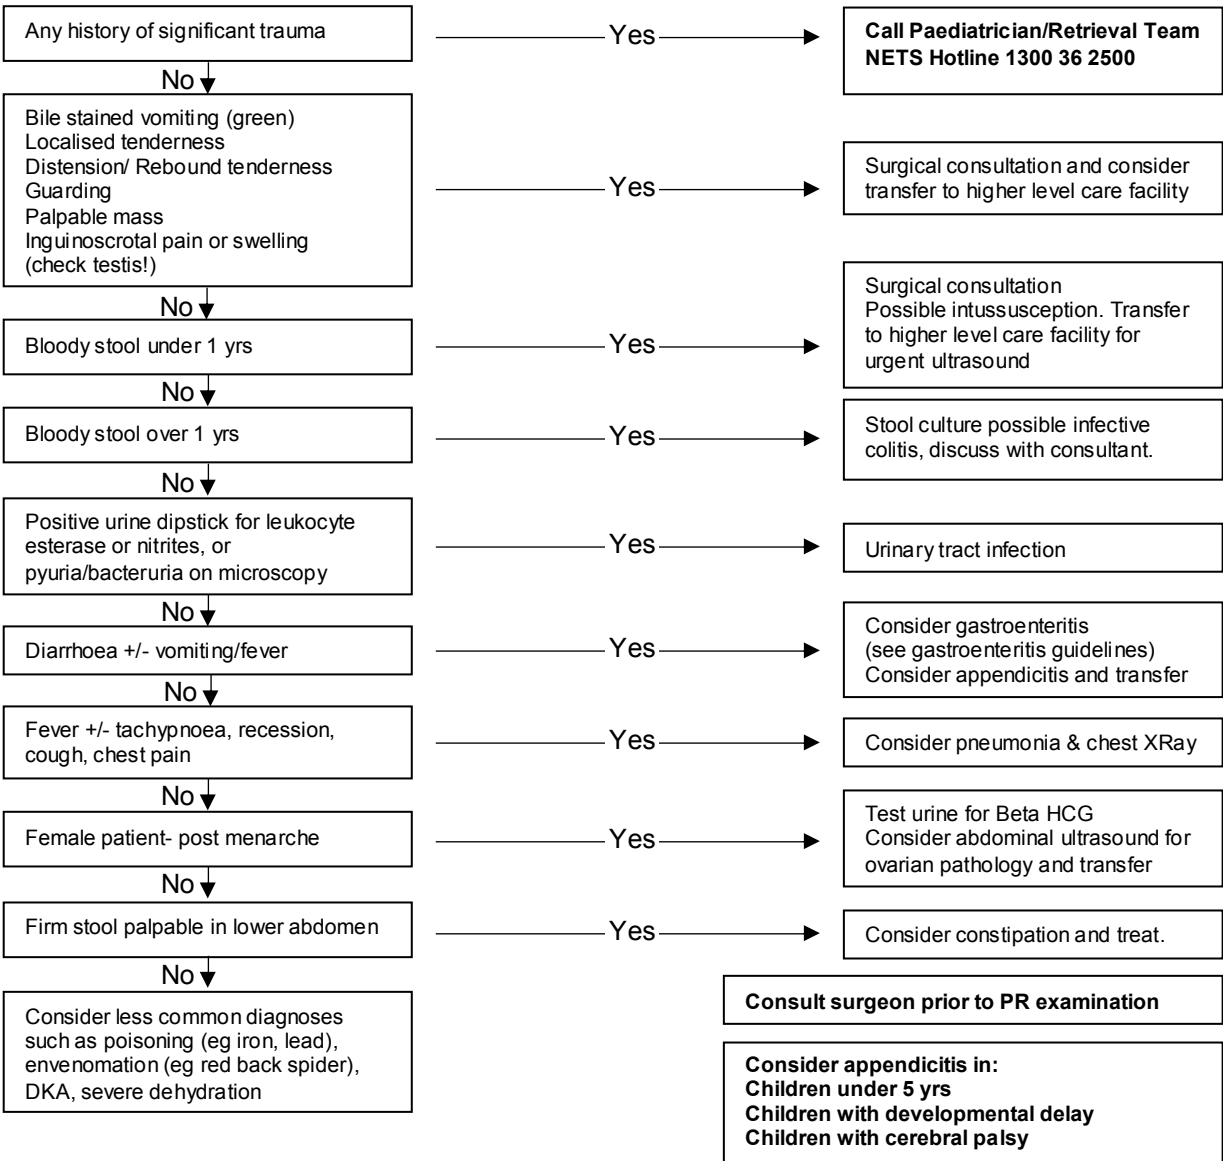 Any history of significant trauma
Yes
Call Paediatrician/Retrieval Team
NETS Hotline 1300 36 2500
No
Bile stained vomiting (green)
Localised tenderness
Distension/ Rebound tenderness
Guarding
Palpable mass
Inguinoscrotal pain or swelling
(check testis!)
Yes
Surgical consultation and consider
transfer to higher level care facility
No
Bloody stool under 1 yrs
Yes
Surgical consultation
Possible intussusception. Transfer
to higher level care facility for
urgent ultrasound
No
Bloody stool over 1 yrs
Yes
Stool culture possible infective
colitis, discuss with consultant.
No
Positive urine dipstick for leukocyte
esterase or nitrites, or
pyuria/bacteruria on microscopy
Yes
Urinary tract infection
No
Diarrhoea +/- vomiting/fever
Yes
Consider gastroenteritis
(see gastroenteritis guidelines)
Consider appendicitis and transfer
No
Fever +/- tachypnoea, recession,
cough, chest pain
Yes
Consider pneumonia & chest XRay
No
Female patient- post menarche
Yes
Test urine for Beta HCG
Consider abdominal ultrasound for
ovarian pathology and transfer
No
Firm stool palpable in lower abdomen
Yes
Consider constipation and treat.
No
Consider less common diagnoses
such as poisoning (eg iron, lead),
envenomation (eg red back spider),
DKA, severe dehydration
Consult surgeon prior to PR examination
Consider appendicitis in:
Children under 5 yrs
Children with developmental delay
Children with cerebral palsy